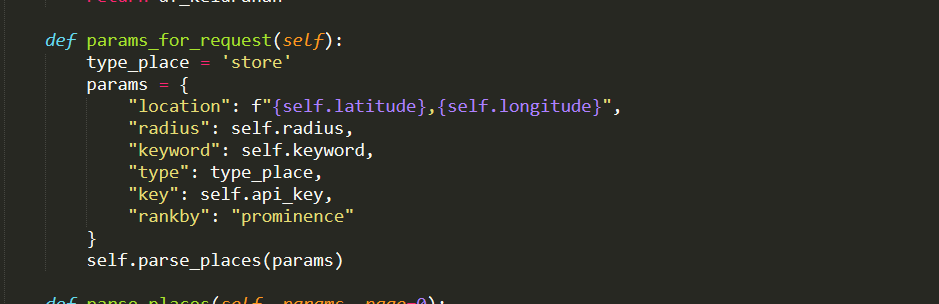 return df_kelurahan
def params_for_request(self):
type_place = 'store'
params = {
"location": f"{self.latitude},{self.longitude}",
"radius": self.radius,
"keyword": self.keyword,
"type": type_place,
"key": self.api_key,
"rankby": "prominence"
}
self.parse_places(params)
def parse_places(self, params, page=0):